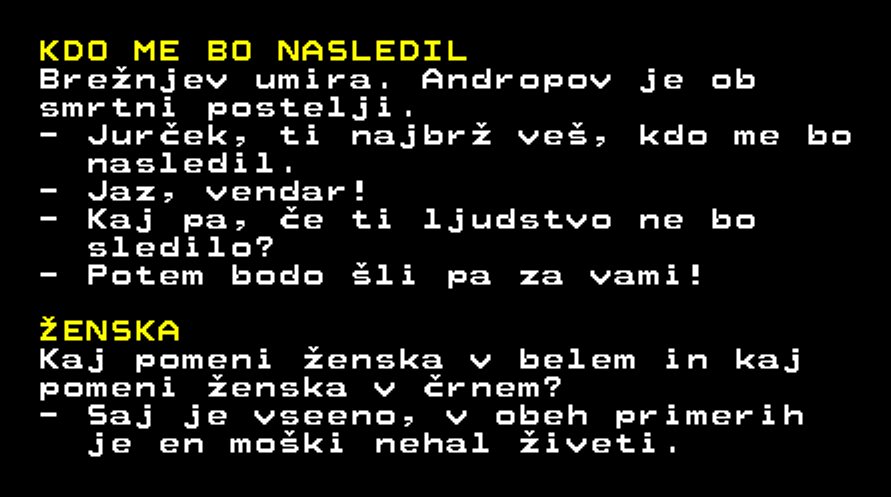 KDO ME BO NASLEDIL
Brežnjev umira. Andropov je ob
smrtni postelji.
- Jurček, ti najbrž veš, kdo me bo
nasledil.
- Jaz, vendar!
- Kaj pa, če ti ljudstvo ne bo
sledilo?
- Potem bodo šli pa za vami!
ŽENSKA
Kaj pomeni ženska v belem in kaj
pomeni ženska v črnem?
- Saj je vseeno, v obeh primerih
je en moški nehal živeti.